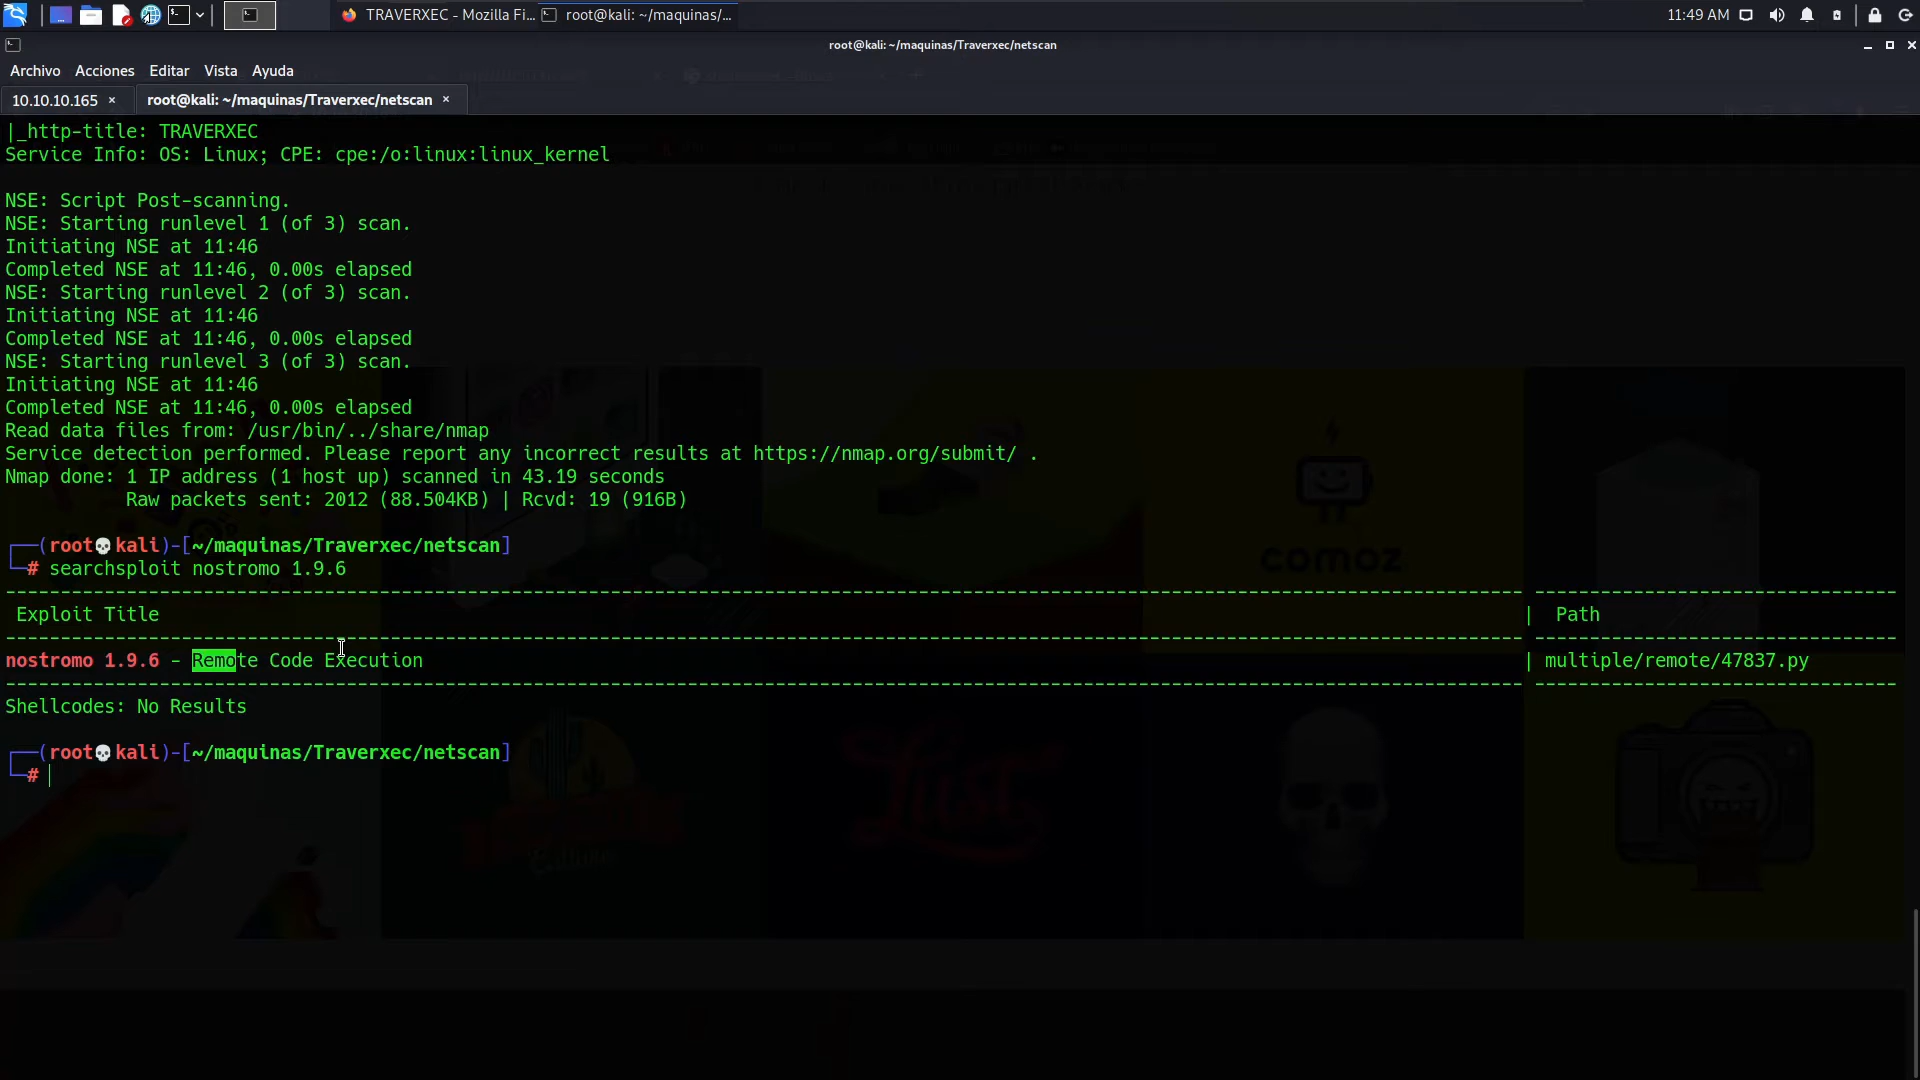 TRAVERXEC - Mozilla Fi...
root@kali: ~/maquinas/...
11:49 AM
root@kali: ~/maquinas/Traverxec/netscan
Archivo Acciones Editar Vista Ayuda
10.10.10.165 ×
root@kali: ~/maquinas/Traverxec/netscan ×
|_http-title: TRAVERXEC
Service Info: OS: Linux; CPE: cpe:/o:linux:linux_kernel
NSE: Script Post-scanning.
NSE: Starting runlevel 1 (of 3) scan.
Initiating NSE at 11:46
Completed NSE at 11:46, 0.00s elapsed
NSE: Starting runlevel 2 (of 3) scan.
Initiating NSE at 11:46
Completed NSE at 11:46, 0.00s elapsed
NSE: Starting runlevel 3 (of 3) scan.
Initiating NSE at 11:46
Completed NSE at 11:46, 0.00s elapsed
Read data files from: /usr/bin/../share/nmap
Service detection performed. Please report any incorrect results at https://nmap.org/submit/ .
Nmap done: 1 IP address (1 host up) scanned in 43.19 seconds
Raw packets sent: 2012 (88.504KB) | Rcvd: 19 (916B)
┌──(root💀kali)-[~/maquinas/Traverxec/netscan]
└─# searchsploit nostromo 1.9.6
Exploit Title | Path
nostromo 1.9.6 - Remote Code Execution | multiple/remote/47837.py
Shellcodes: No Results
┌──(root💀kali)-[~/maquinas/Traverxec/netscan]
└─#
comoz
Lust